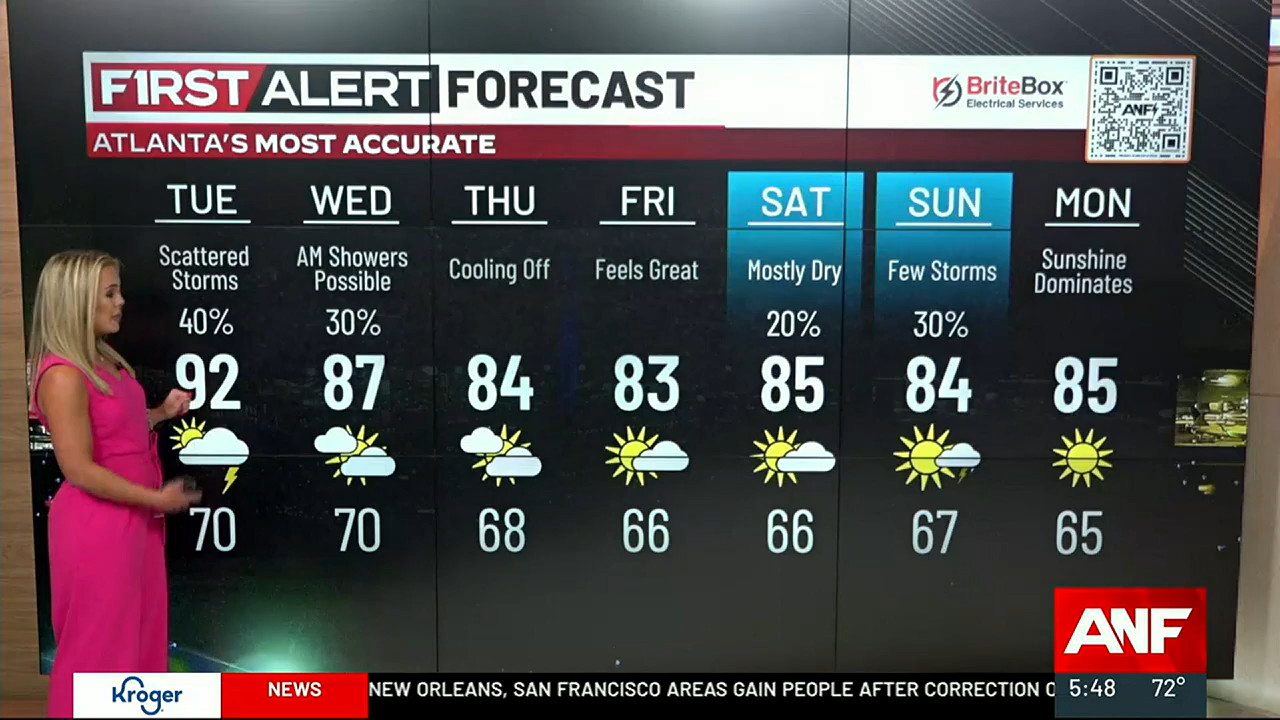 F1RST ALERT FORECAST
BriteBox
Electrical Services
ANF
ATLANTA'S MOST ACCURATE
TUE WED THU FRI SAT SUN MON
Scattered Storms
AM Showers Possible
Cooling Off
Feels Great
Mostly Dry
Few Storms
Sunshine Dominates
40% 30% 20% 30%
92 87 84 83 85 84 85
70 70 68 66 66 67 65
ANF
Kroger NEWS NEW ORLEANS, SAN FRANCISCO AREAS GAIN PEOPLE AFTER CORRECTION
5:48 72°